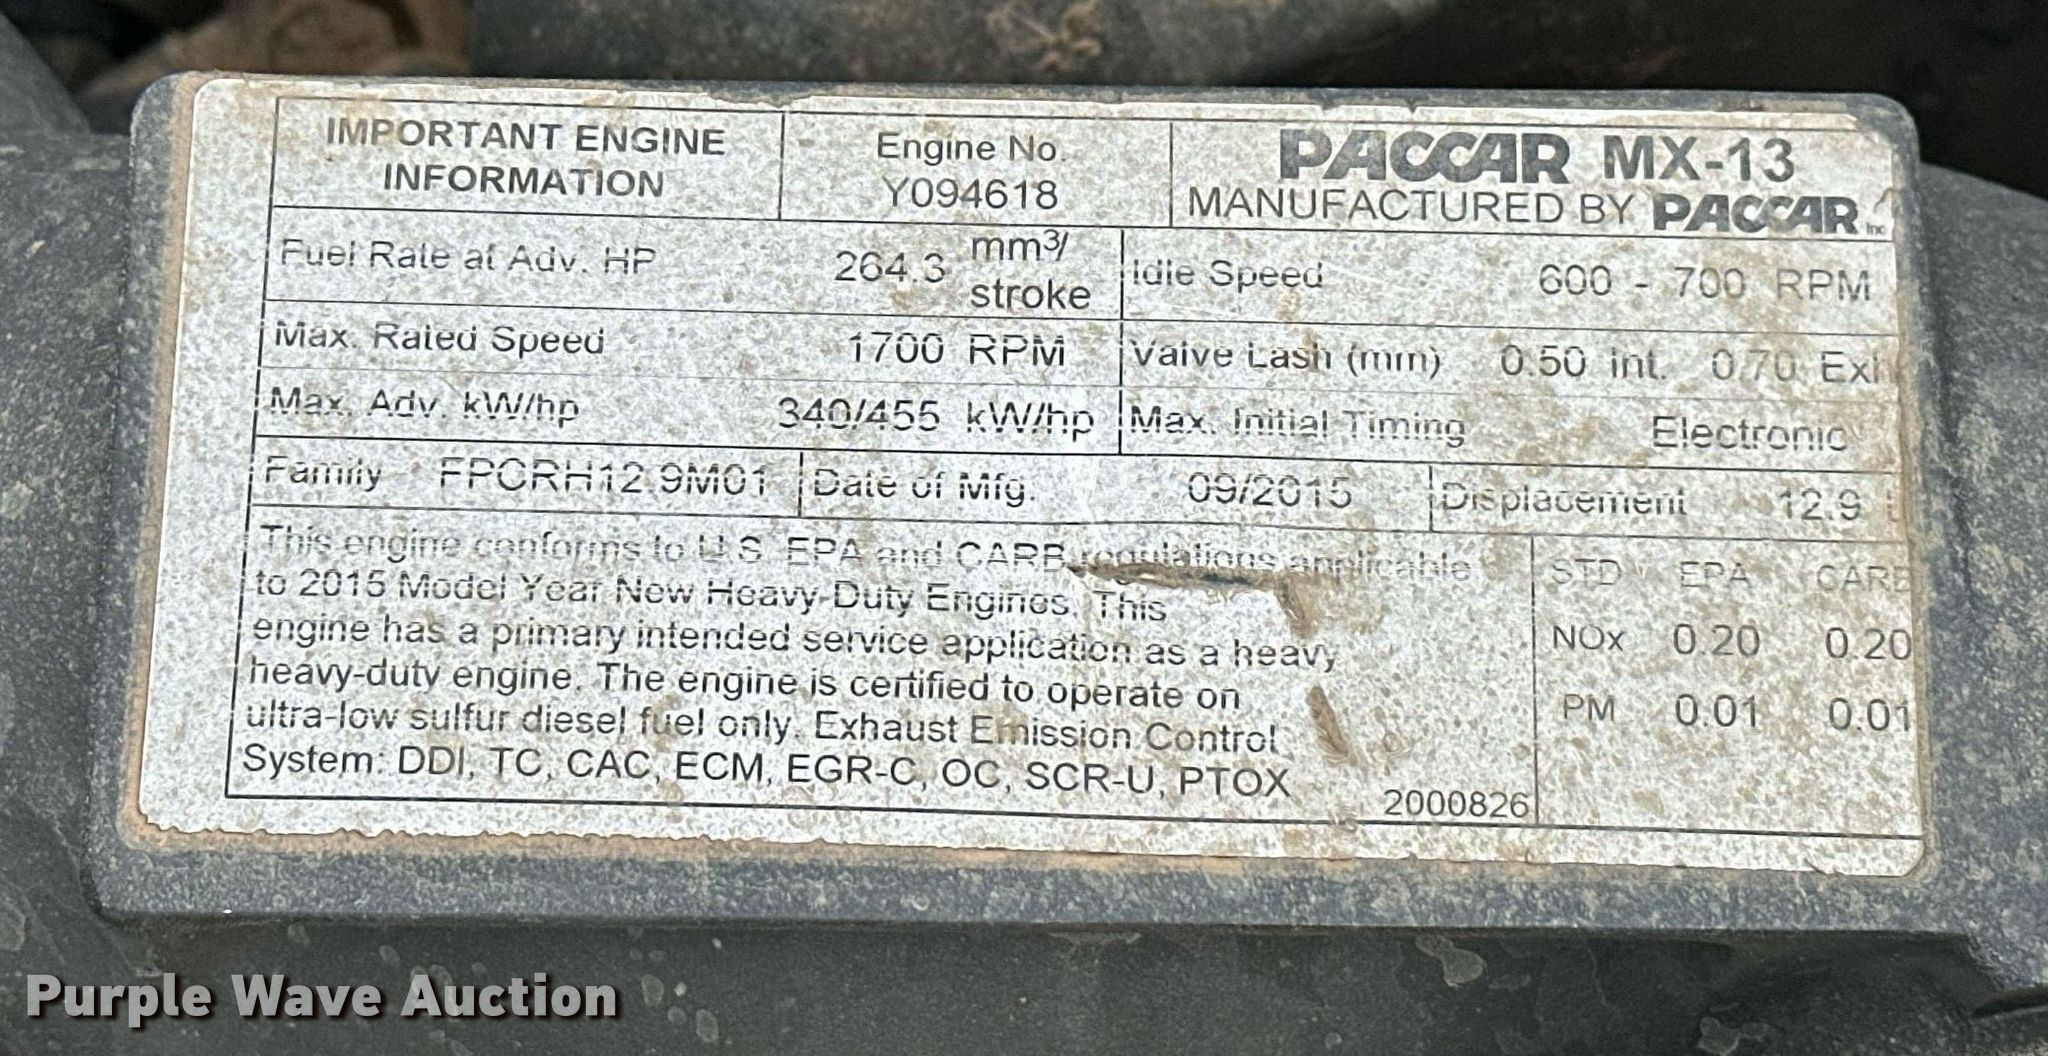 IMPORTANT ENGINE
INFORMATION
Engine No.
Y094618
PACCAR MX-13
MANUFACTURED BY PACCAR Inc
Fuel Rate at Adv. HP 264.3 mm3/
stroke
Idle Speed 600 - 700 RPM
Max. Rated Speed 1700 RPM
Valve Lash (mm) 0.50 int. 0.70 Exh
Max. Adv. kW/hp 340/455 kW/hp
Max. Initial Timing Electronic
Family FPCRH12.9M01
Date of Mfg. 09/2015
Displacement 12.9 L
This engine conforms to U.S. EPA and CARB regulations applicable
to 2015 Model Year New Heavy-Duty Engines. This
engine has a primary intended service application as a heavy
heavy-duty engine. The engine is certified to operate on
ultra-low sulfur diesel fuel only. Exhaust Emission Control
System: DDI, TC, CAC, ECM, EGR-C, OC, SCR-U, PTOX
2000826
STD EPA CARB
NOx 0.20 0.20
PM 0.01 0.01
Purple Wave Auction